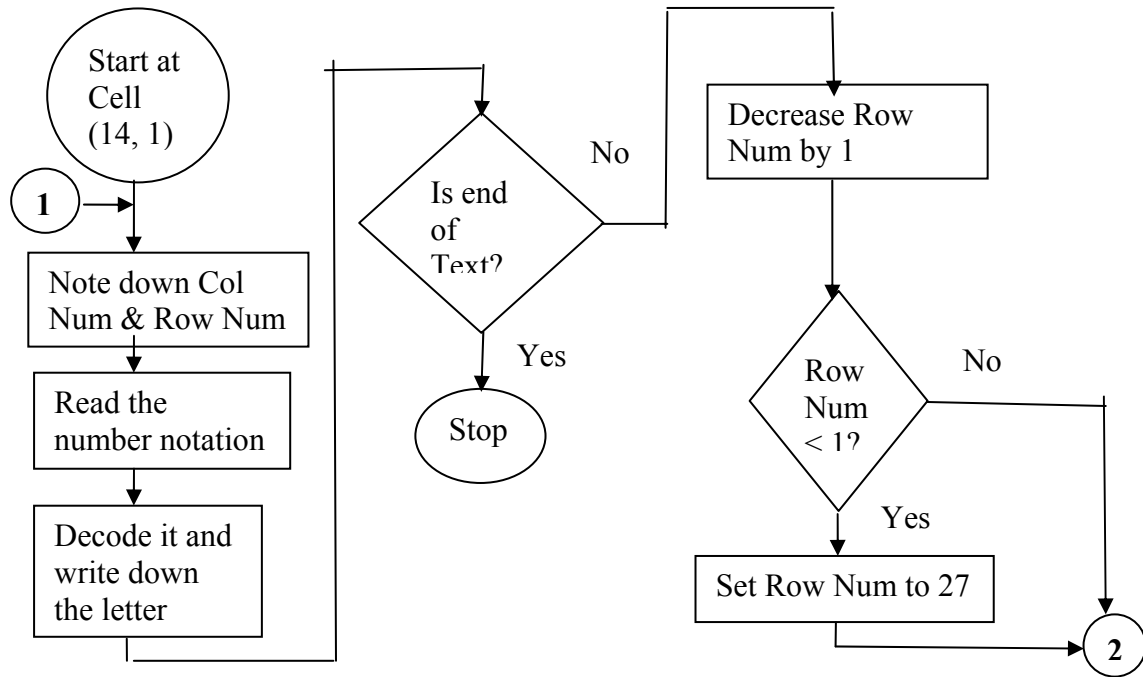 Start at
Cell
(14, 1)
1
Note down Col
Num & Row Num
Read the
number notation
Decode it and
write down
the letter
Is end
of
Text?
No
Yes
Stop
Decrease Row
Num by 1
Row
Num
< 1?
No
Yes
Set Row Num to 27
2